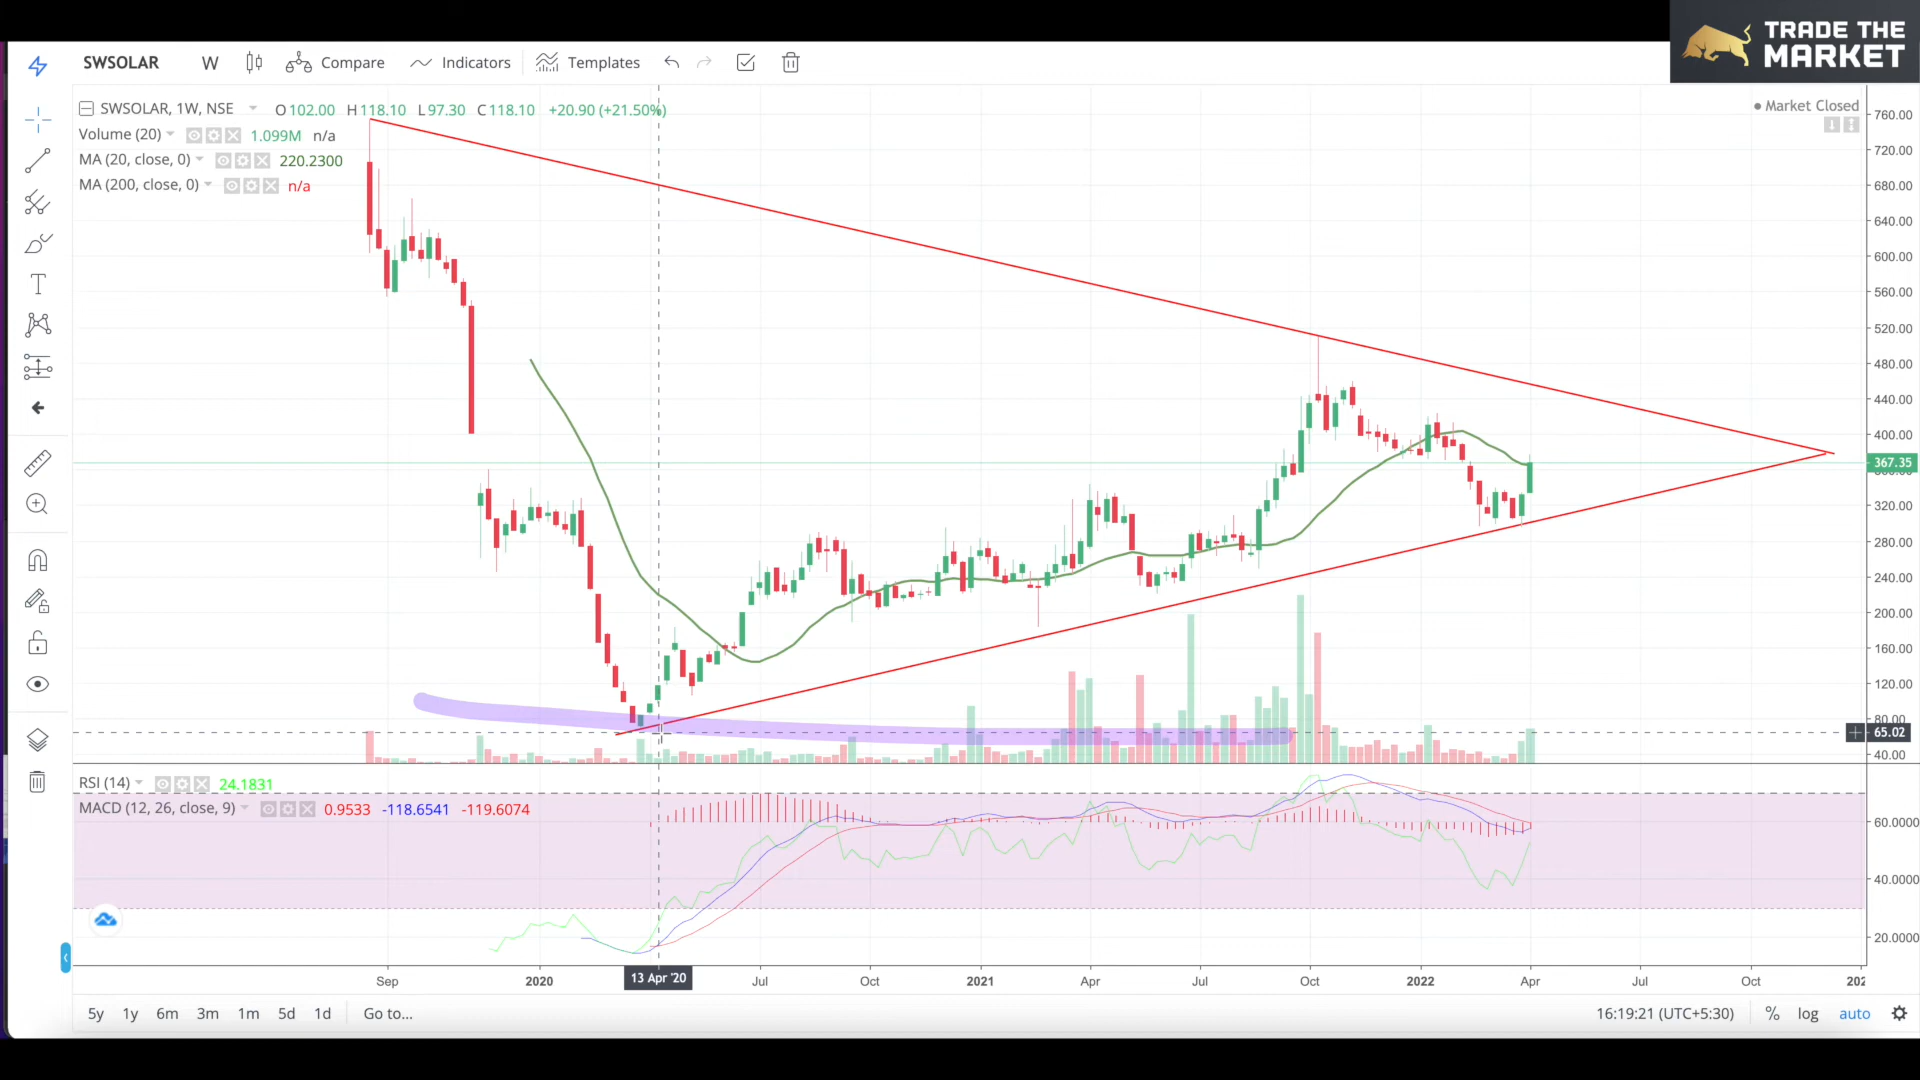 TRADE THE
MARKET
SWSOLAR W Compare Indicators Templates
SWSOLAR, 1W, NSE O102.00 H118.10 L97.30 C118.10 +20.90 (+21.50%)
Market Closed
Volume (20) 1.099M n/a
MA (20, close, 0) 220.2300
MA (200, close, 0) n/a
760.00
720.00
680.00
640.00
600.00
560.00
520.00
480.00
440.00
400.00
367.35
320.00
280.00
240.00
200.00
160.00
120.00
80.00
65.02
40.00
RSI (14) 24.1831
MACD (12, 26, close, 9) 0.9533 -118.6541 -119.6074
60.0000
40.0000
20.0000
Sep 2020 13 Apr '20 Jul Oct 2021 Apr Jul Oct 2022 Apr Jul Oct 202
5y 1y 6m 3m 1m 5d 1d Go to... 16:19:21 (UTC+5:30) % log auto